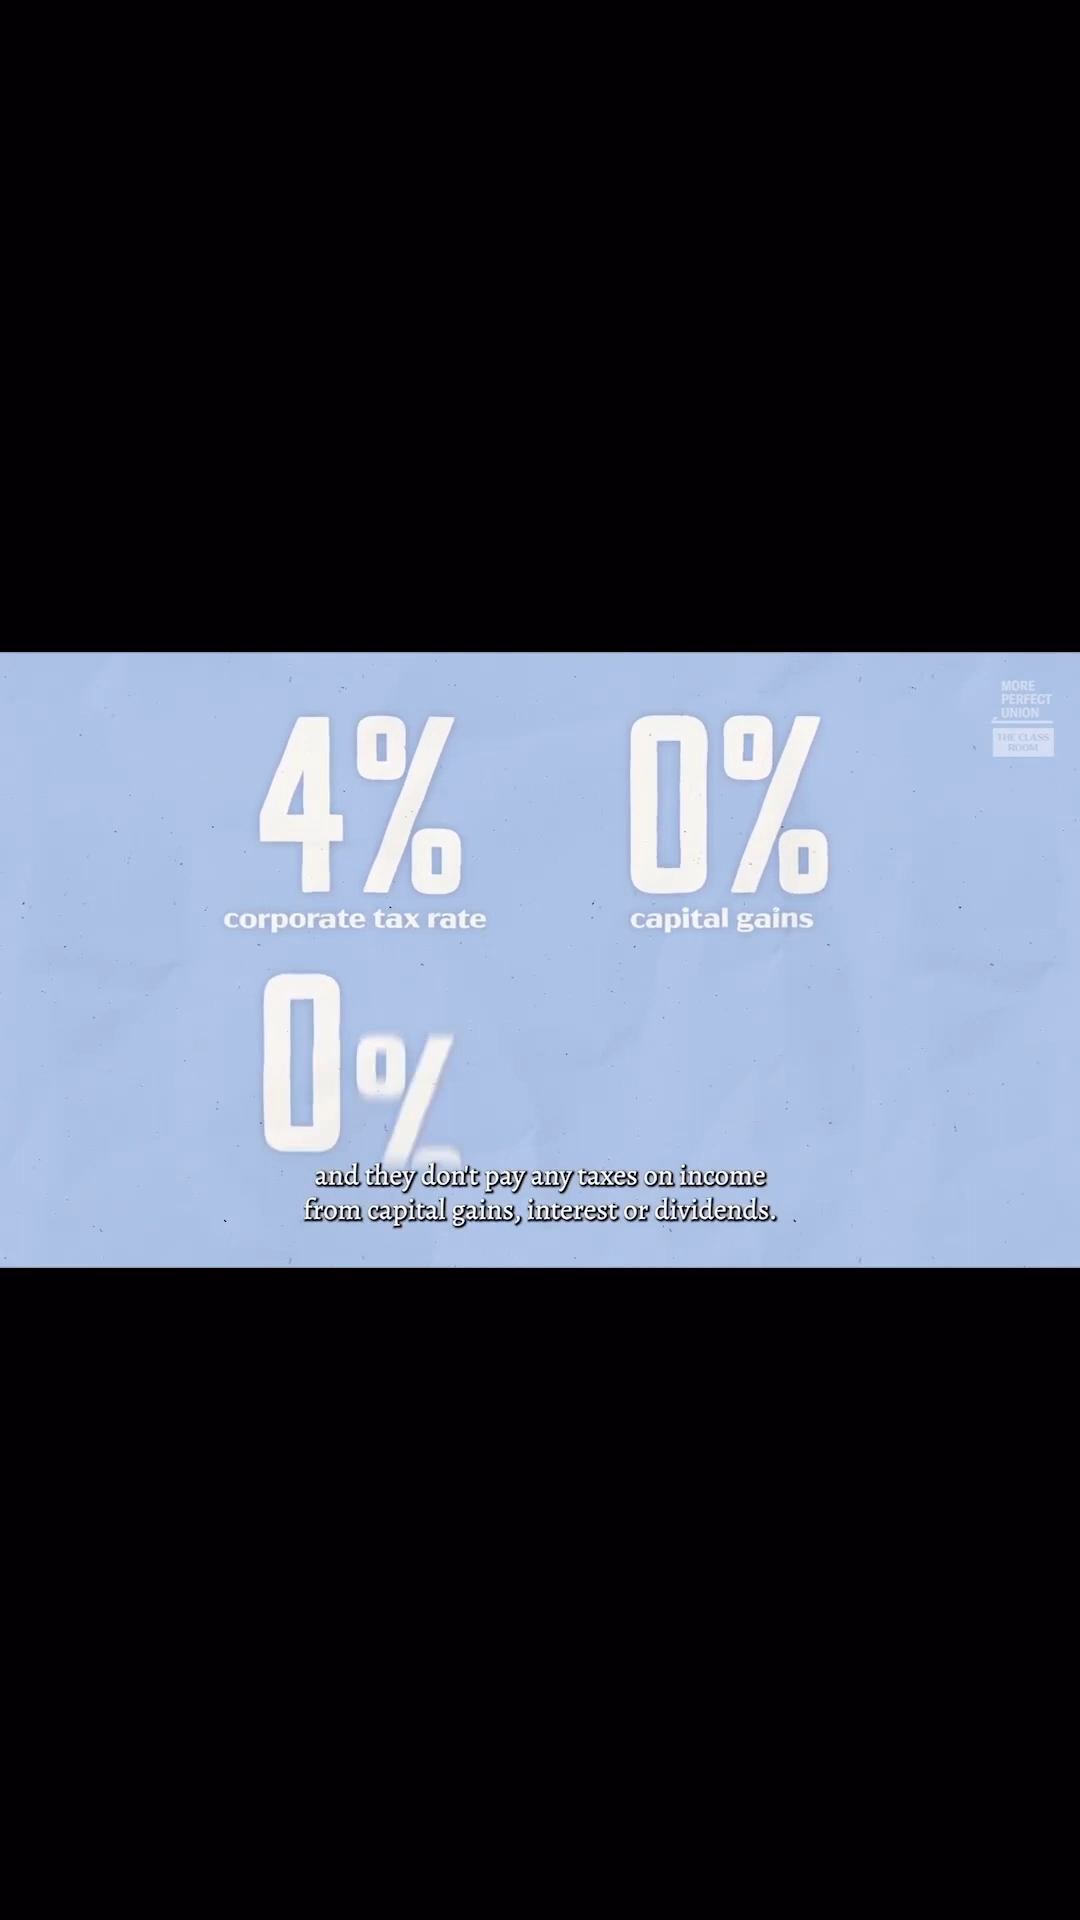 MORE
PERFECT
UNION
THE CLASS
ROOM
4% 0%
corporate tax rate capital gains
0%
and they don't pay any taxes on income
from capital gains, interest or dividends.